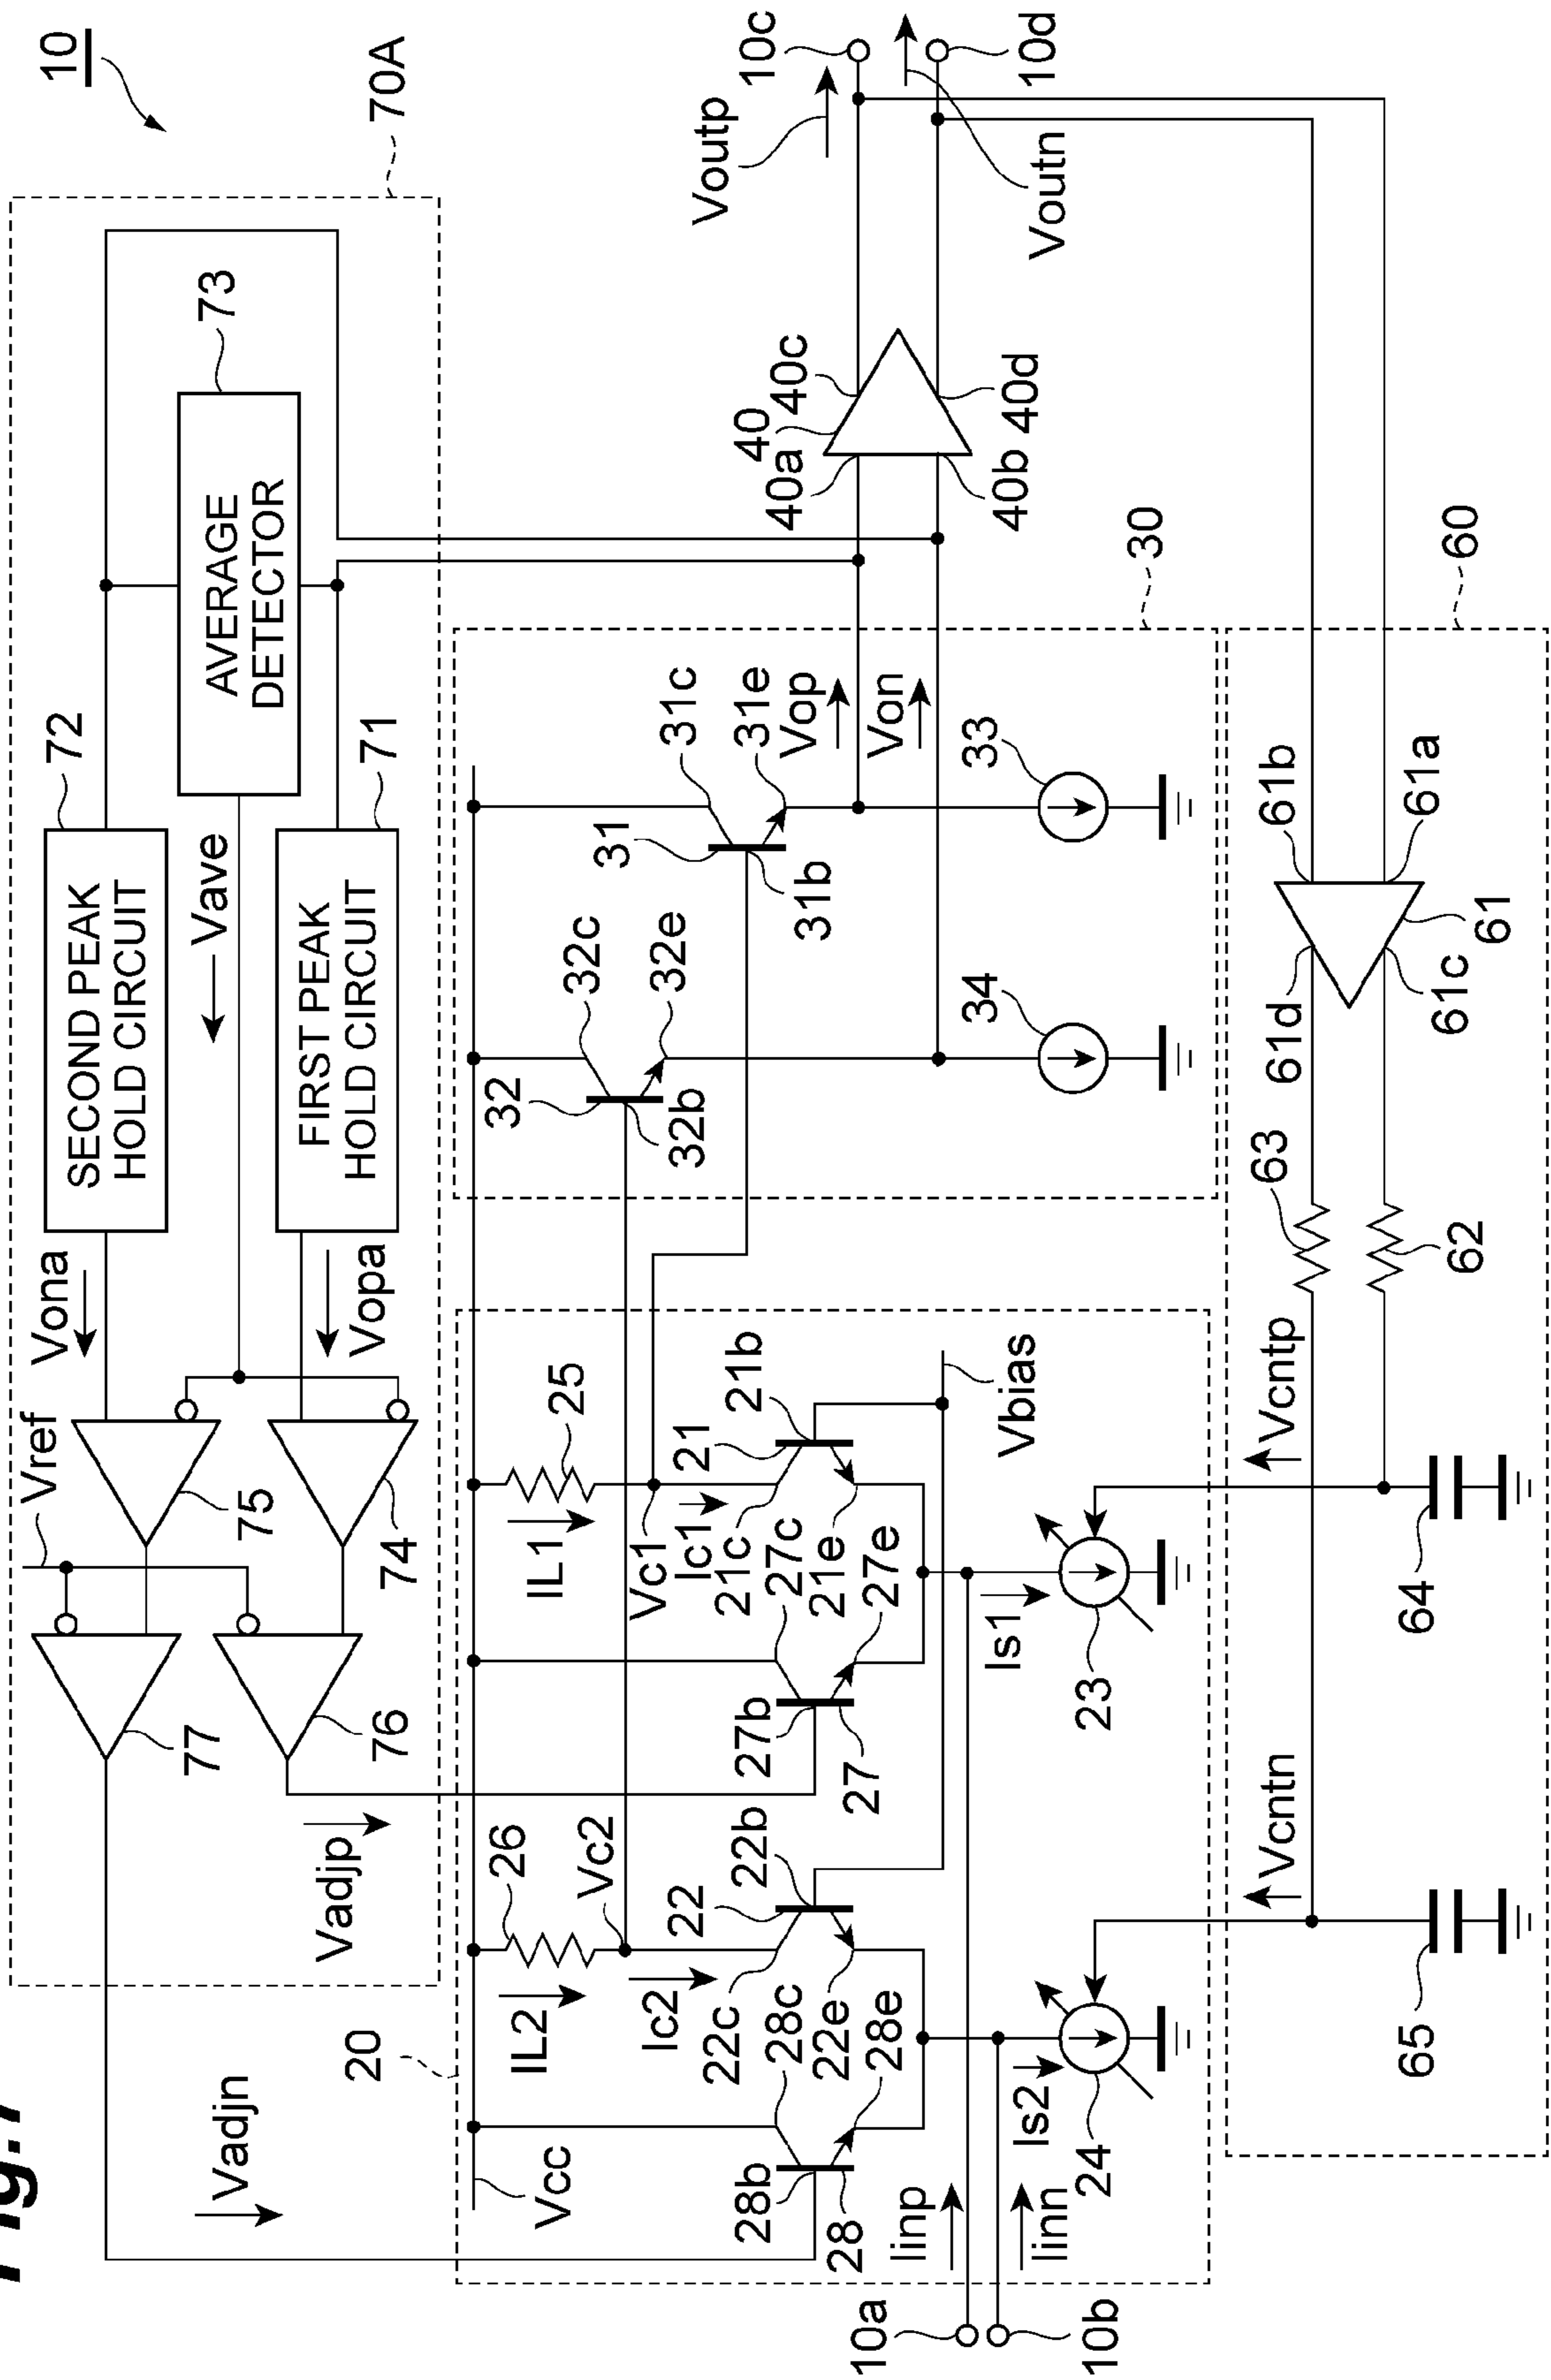 Fig.7
10
70A
72
SECOND PEAK
HOLD CIRCUIT
73
AVERAGE
DETECTOR
71
FIRST PEAK
HOLD CIRCUIT
Vona
Vave
Vopa
Vref
75
74
77
76
Vadjp
Vadjn
20
Vcc
26
IL2
Vc2
Ic2
22
22b
22c
28c
22e
28e
28b
28
25
IL1
Vc1
Ic1
21
21b
21c
27c
21e
27e
27b
27
Vbias
Is1
23
Is2
24
Iinp
Iinn
10a
10b
30
32
32c
32e
32b
31
31c
31e
31b
Vop
Von
33
34
40
40a
40c
40b
40d
Voutp
Voutn
10c
10d
60
61b
61a
61
61d
61c
63
62
Vcntp
Vcntn
64
65